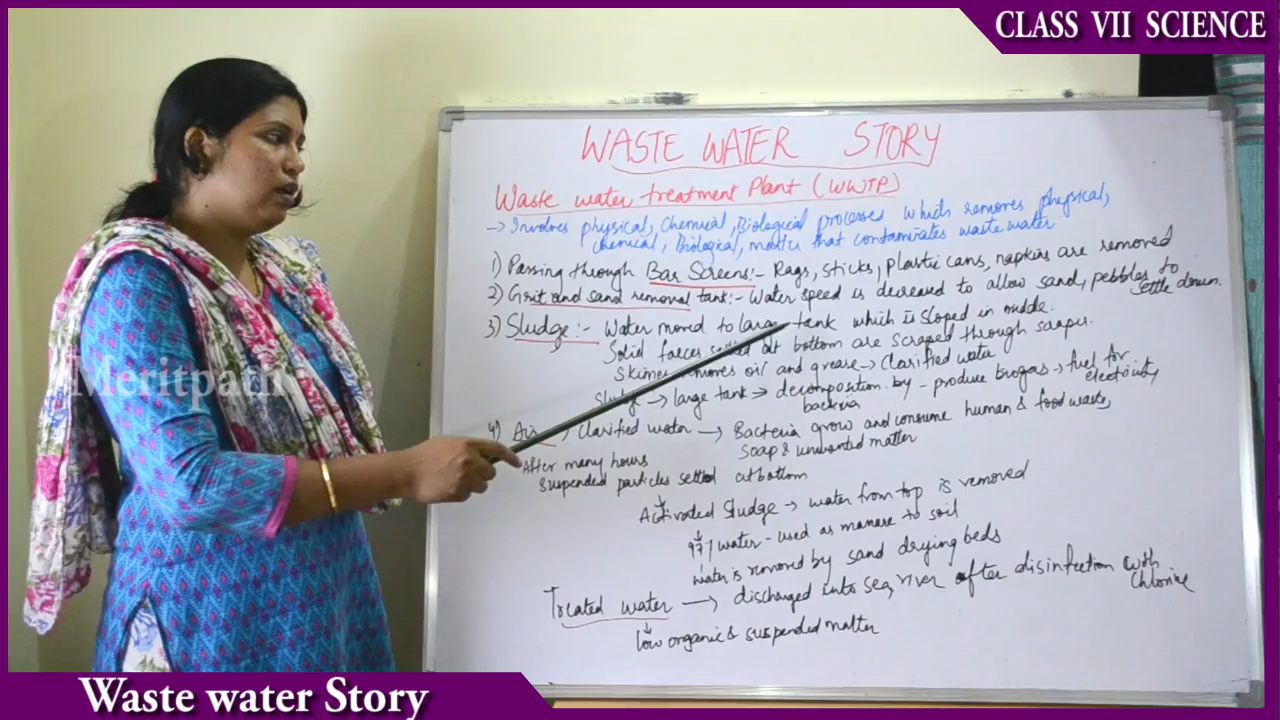 CLASS VII SCIENCE
WASTE WATER STORY
Waste water treatment Plant (WWTP)
→ Involves physical, Chemical, Biological processes which removes physical,
chemical, Biological, matter that contaminates waste water
1) Passing through Bar Screens:- Rags, sticks, plastic cans, napkins are removed
2) Grit and sand removal tank:- Water speed is decreased to allow sand, pebbles to
settle down.
3) Sludge:- Water moved to large tank which is sloped in middle.
Solid faeces settled at bottom are scraped through scraper.
Skimer removes oil and grease → Clarified water
Sludge → large tank → decomposition by - produce biogas → fuel for
bacteria electricity
4) Air → Clarified water → Bacteria grow and consume human & food waste,
soap & unwanted matter
After many hours
suspended particles settled at bottom
Activated Sludge → water from top is removed
97% water - used as manure to soil
water is removed by sand drying beds
Treated water → discharged into sea, river after disinfection with
chlorine
low organic & suspended matter
Meritpath
Waste water Story